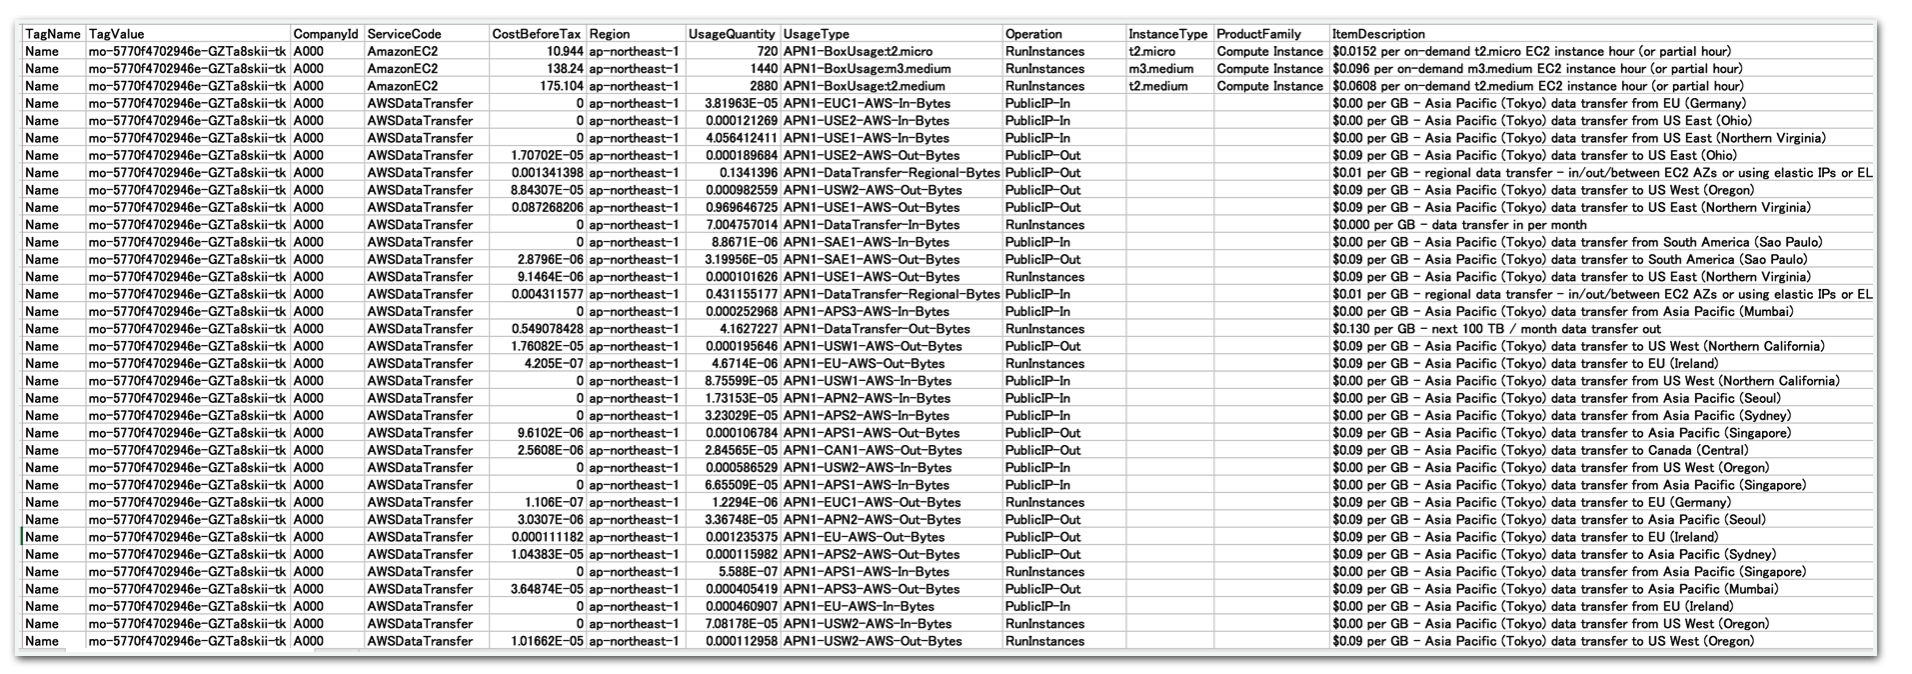 TagName TagValue CompanyId ServiceCode CostBeforeTax Region UsageQuantity UsageType Operation InstanceType ProductFamily ItemDescription
Name mo-5770f4702946e-GZTa8skii-tk A000 AmazonEC2 10.944 ap-northeast-1 720 APN1-BoxUsage:t2.micro RunInstances t2.micro Compute Instance $0.0152 per on-demand t2.micro EC2 instance hour (or partial hour)
Name mo-5770f4702946e-GZTa8skii-tk A000 AmazonEC2 138.24 ap-northeast-1 1440 APN1-BoxUsage:m3.medium RunInstances m3.medium Compute Instance $0.096 per on-demand m3.medium EC2 instance hour (or partial hour)
Name mo-5770f4702946e-GZTa8skii-tk A000 AmazonEC2 175.104 ap-northeast-1 2880 APN1-BoxUsage:t2.medium RunInstances t2.medium Compute Instance $0.0608 per on-demand t2.medium EC2 instance hour (or partial hour)
Name mo-5770f4702946e-GZTa8skii-tk A000 AWSDataTransfer 0 ap-northeast-1 3.81963E-05 APN1-EUC1-AWS-In-Bytes PublicIP-In $0.00 per GB - Asia Pacific (Tokyo) data transfer from EU (Germany)
Name mo-5770f4702946e-GZTa8skii-tk A000 AWSDataTransfer 0 ap-northeast-1 0.000121269 APN1-USE2-AWS-In-Bytes PublicIP-In $0.00 per GB - Asia Pacific (Tokyo) data transfer from US East (Ohio)
Name mo-5770f4702946e-GZTa8skii-tk A000 AWSDataTransfer 0 ap-northeast-1 4.056412411 APN1-USE1-AWS-In-Bytes PublicIP-In $0.00 per GB - Asia Pacific (Tokyo) data transfer from US East (Northern Virginia)
Name mo-5770f4702946e-GZTa8skii-tk A000 AWSDataTransfer 1.70702E-05 ap-northeast-1 0.000189684 APN1-USE2-AWS-Out-Bytes PublicIP-Out $0.09 per GB - Asia Pacific (Tokyo) data transfer to US East (Ohio)
Name mo-5770f4702946e-GZTa8skii-tk A000 AWSDataTransfer 0.001341398 ap-northeast-1 0.1341396 APN1-DataTransfer-Regional-Bytes PublicIP-Out $0.01 per GB - regional data transfer - in/out/between EC2 AZs or using elastic IPs or EL
Name mo-5770f4702946e-GZTa8skii-tk A000 AWSDataTransfer 8.84307E-05 ap-northeast-1 0.000982559 APN1-USW2-AWS-Out-Bytes PublicIP-Out $0.09 per GB - Asia Pacific (Tokyo) data transfer to US West (Oregon)
Name mo-5770f4702946e-GZTa8skii-tk A000 AWSDataTransfer 0.087268206 ap-northeast-1 0.969646725 APN1-USE1-AWS-Out-Bytes PublicIP-Out $0.09 per GB - Asia Pacific (Tokyo) data transfer to US East (Northern Virginia)
Name mo-5770f4702946e-GZTa8skii-tk A000 AWSDataTransfer 0 ap-northeast-1 7.004757014 APN1-DataTransfer-In-Bytes RunInstances $0.000 per GB - data transfer in per month
Name mo-5770f4702946e-GZTa8skii-tk A000 AWSDataTransfer 0 ap-northeast-1 8.8671E-06 APN1-SAE1-AWS-In-Bytes PublicIP-In $0.00 per GB - Asia Pacific (Tokyo) data transfer from South America (Sao Paulo)
Name mo-5770f4702946e-GZTa8skii-tk A000 AWSDataTransfer 2.8796E-06 ap-northeast-1 3.19956E-05 APN1-SAE1-AWS-Out-Bytes PublicIP-Out $0.09 per GB - Asia Pacific (Tokyo) data transfer to South America (Sao Paulo)
Name mo-5770f4702946e-GZTa8skii-tk A000 AWSDataTransfer 9.1464E-06 ap-northeast-1 0.000101626 APN1-USE1-AWS-Out-Bytes RunInstances $0.09 per GB - Asia Pacific (Tokyo) data transfer to US East (Northern Virginia)
Name mo-5770f4702946e-GZTa8skii-tk A000 AWSDataTransfer 0.004311577 ap-northeast-1 0.431155177 APN1-DataTransfer-Regional-Bytes PublicIP-In $0.01 per GB - regional data transfer - in/out/between EC2 AZs or using elastic IPs or EL
Name mo-5770f4702946e-GZTa8skii-tk A000 AWSDataTransfer 0 ap-northeast-1 0.000252968 APN1-APS3-AWS-In-Bytes PublicIP-In $0.00 per GB - Asia Pacific (Tokyo) data transfer from Asia Pacific (Mumbai)
Name mo-5770f4702946e-GZTa8skii-tk A000 AWSDataTransfer 0.549078428 ap-northeast-1 4.1627227 APN1-DataTransfer-Out-Bytes RunInstances $0.130 per GB - next 100 TB / month data transfer out
Name mo-5770f4702946e-GZTa8skii-tk A000 AWSDataTransfer 1.76082E-05 ap-northeast-1 0.000195646 APN1-USW1-AWS-Out-Bytes PublicIP-Out $0.09 per GB - Asia Pacific (Tokyo) data transfer to US West (Northern California)
Name mo-5770f4702946e-GZTa8skii-tk A000 AWSDataTransfer 4.205E-07 ap-northeast-1 4.6714E-06 APN1-EU-AWS-Out-Bytes RunInstances $0.09 per GB - Asia Pacific (Tokyo) data transfer to EU (Ireland)
Name mo-5770f4702946e-GZTa8skii-tk A000 AWSDataTransfer 0 ap-northeast-1 8.75599E-05 APN1-USW1-AWS-In-Bytes PublicIP-In $0.00 per GB - Asia Pacific (Tokyo) data transfer from US West (Northern California)
Name mo-5770f4702946e-GZTa8skii-tk A000 AWSDataTransfer 0 ap-northeast-1 1.73153E-05 APN1-APN2-AWS-In-Bytes PublicIP-In $0.00 per GB - Asia Pacific (Tokyo) data transfer from Asia Pacific (Seoul)
Name mo-5770f4702946e-GZTa8skii-tk A000 AWSDataTransfer 0 ap-northeast-1 3.23029E-05 APN1-APS2-AWS-In-Bytes PublicIP-In $0.00 per GB - Asia Pacific (Tokyo) data transfer from Asia Pacific (Sydney)
Name mo-5770f4702946e-GZTa8skii-tk A000 AWSDataTransfer 9.6102E-06 ap-northeast-1 0.000106784 APN1-APS1-AWS-Out-Bytes PublicIP-Out $0.09 per GB - Asia Pacific (Tokyo) data transfer to Asia Pacific (Singapore)
Name mo-5770f4702946e-GZTa8skii-tk A000 AWSDataTransfer 2.5608E-06 ap-northeast-1 2.84565E-05 APN1-CAN1-AWS-Out-Bytes PublicIP-Out $0.09 per GB - Asia Pacific (Tokyo) data transfer to Canada (Central)
Name mo-5770f4702946e-GZTa8skii-tk A000 AWSDataTransfer 0 ap-northeast-1 0.000586529 APN1-USW2-AWS-In-Bytes PublicIP-In $0.00 per GB - Asia Pacific (Tokyo) data transfer from US West (Oregon)
Name mo-5770f4702946e-GZTa8skii-tk A000 AWSDataTransfer 0 ap-northeast-1 6.65509E-05 APN1-APS1-AWS-In-Bytes PublicIP-In $0.00 per GB - Asia Pacific (Tokyo) data transfer from Asia Pacific (Singapore)
Name mo-5770f4702946e-GZTa8skii-tk A000 AWSDataTransfer 1.106E-07 ap-northeast-1 1.2294E-06 APN1-EUC1-AWS-Out-Bytes RunInstances $0.09 per GB - Asia Pacific (Tokyo) data transfer to EU (Germany)
Name mo-5770f4702946e-GZTa8skii-tk A000 AWSDataTransfer 3.0307E-06 ap-northeast-1 3.36748E-05 APN1-APN2-AWS-Out-Bytes PublicIP-Out $0.09 per GB - Asia Pacific (Tokyo) data transfer to Asia Pacific (Seoul)
Name mo-5770f4702946e-GZTa8skii-tk A000 AWSDataTransfer 0.000111182 ap-northeast-1 0.001235375 APN1-EU-AWS-Out-Bytes PublicIP-Out $0.09 per GB - Asia Pacific (Tokyo) data transfer to EU (Ireland)
Name mo-5770f4702946e-GZTa8skii-tk A000 AWSDataTransfer 1.04383E-05 ap-northeast-1 0.000115982 APN1-APS2-AWS-Out-Bytes PublicIP-Out $0.09 per GB - Asia Pacific (Tokyo) data transfer to Asia Pacific (Sydney)
Name mo-5770f4702946e-GZTa8skii-tk A000 AWSDataTransfer 0 ap-northeast-1 5.588E-07 APN1-APS1-AWS-In-Bytes RunInstances $0.00 per GB - Asia Pacific (Tokyo) data transfer from Asia Pacific (Singapore)
Name mo-5770f4702946e-GZTa8skii-tk A000 AWSDataTransfer 3.64874E-05 ap-northeast-1 0.000405419 APN1-APS3-AWS-Out-Bytes PublicIP-Out $0.09 per GB - Asia Pacific (Tokyo) data transfer to Asia Pacific (Mumbai)
Name mo-5770f4702946e-GZTa8skii-tk A000 AWSDataTransfer 0 ap-northeast-1 0.000460907 APN1-EU-AWS-In-Bytes PublicIP-In $0.00 per GB - Asia Pacific (Tokyo) data transfer from EU (Ireland)
Name mo-5770f4702946e-GZTa8skii-tk A000 AWSDataTransfer 0 ap-northeast-1 7.08178E-05 APN1-USW2-AWS-In-Bytes RunInstances $0.00 per GB - Asia Pacific (Tokyo) data transfer from US West (Oregon)
Name mo-5770f4702946e-GZTa8skii-tk A000 AWSDataTransfer 1.01662E-05 ap-northeast-1 0.000112958 APN1-USW2-AWS-Out-Bytes RunInstances $0.09 per GB - Asia Pacific (Tokyo) data transfer to US West (Oregon)